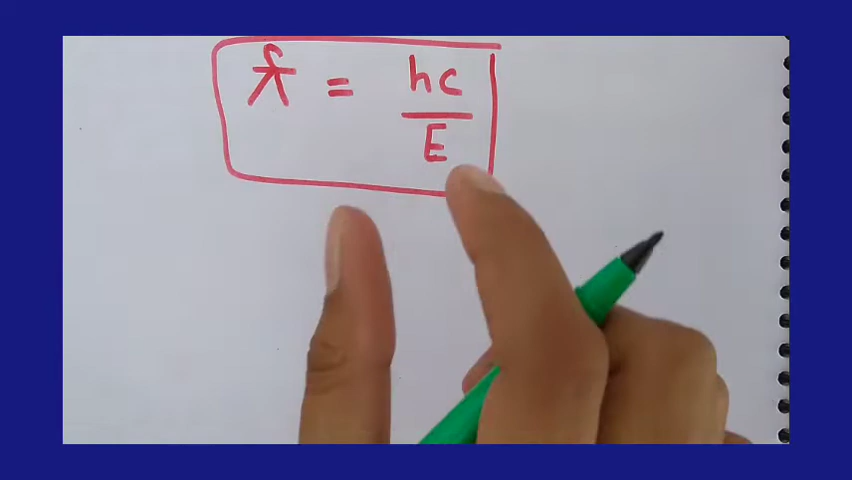 ƛ = hc
E